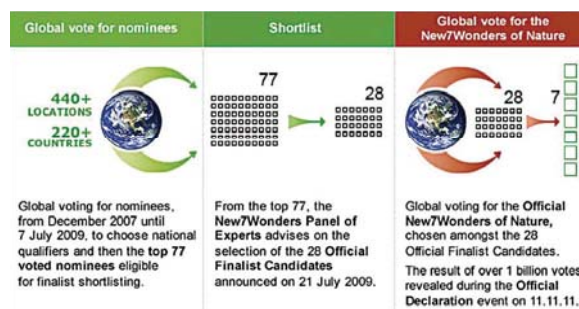 Global vote for nominees
440+
LOCATIONS
220+
COUNTRIES
Global voting for nominees,
from December 2007 until
7 July 2009, to choose national
qualifiers and then the top 77
voted nominees eligible
for finalist shortlisting.
Shortlist
77
28
From the top 77, the
New7Wonders Panel of
Experts advises on the
selection of the 28 Official
Finalist Candidates
announced on 21 July 2009.
Global vote for the
New7Wonders of Nature
28
7
Global voting for the Official
New7Wonders of Nature,
chosen amongst the 28
Official Finalist Candidates.
The result of over 1 billion votes
revealed during the Official
Declaration event on 11.11.11.